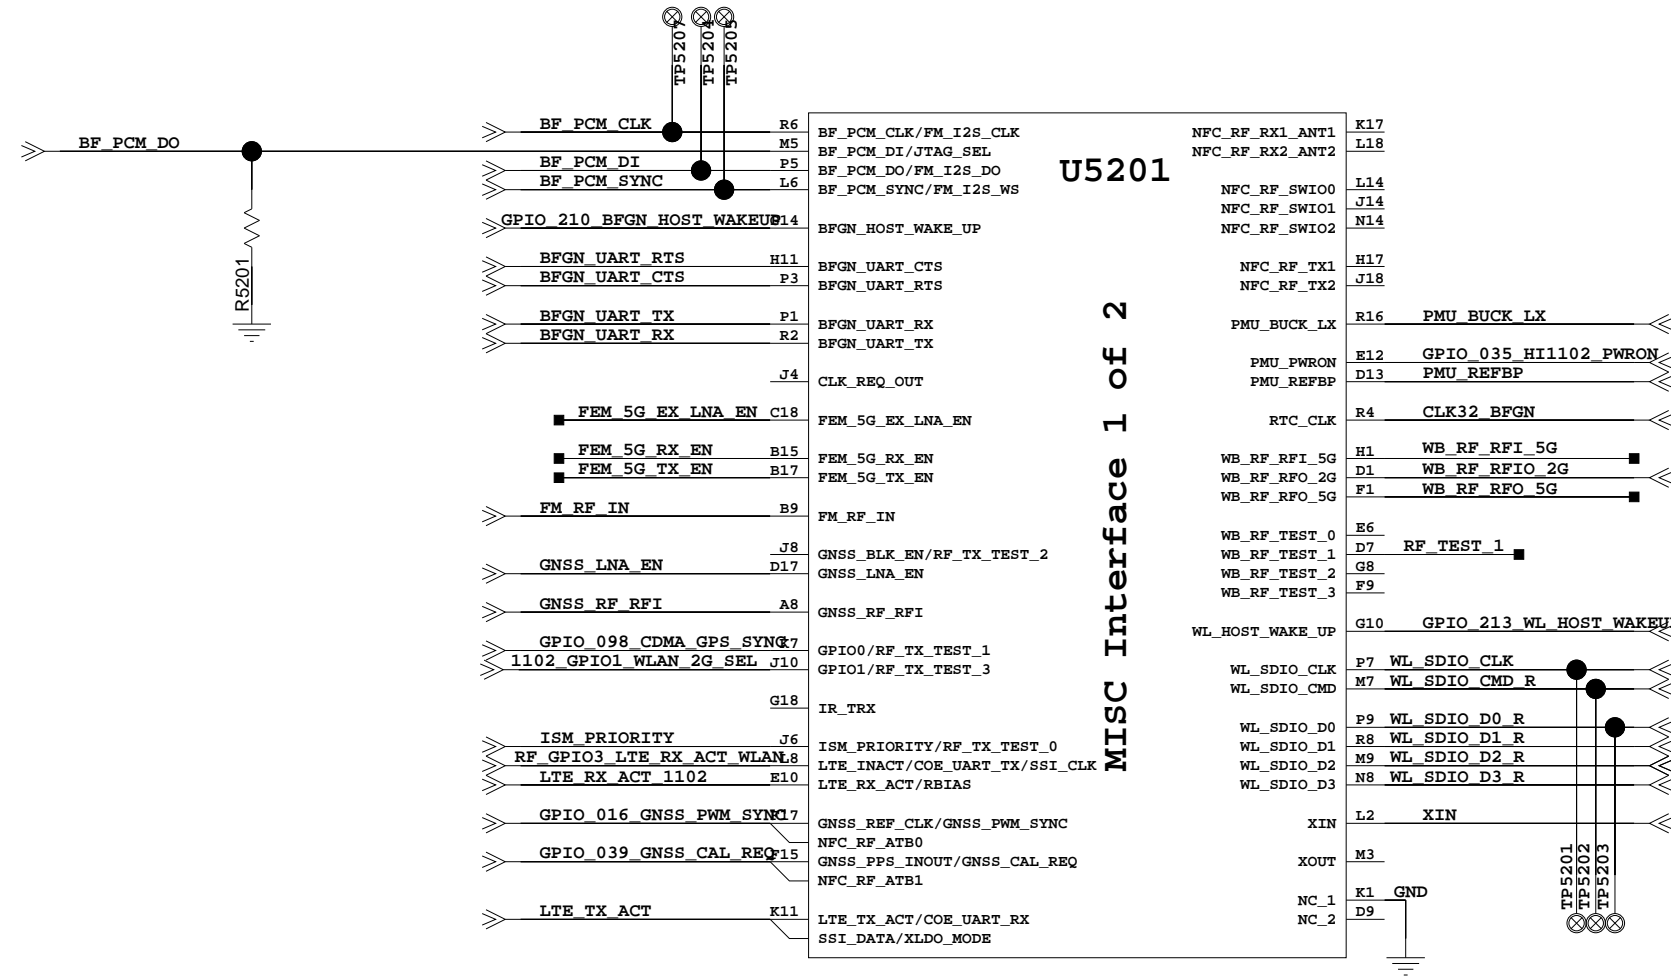 TP5207 TP5204 TP5205
BF_PCM_CLK R6 BF_PCM_CLK/FM_I2S_CLK NFC_RF_RX1_ANT1 K17
BF_PCM_DO M5 BF_PCM_DI/JTAG_SEL NFC_RF_RX2_ANT2 L18
BF_PCM_DI P5 BF_PCM_DO/FM_I2S_DO U5201
BF_PCM_SYNC L6 BF_PCM_SYNC/FM_I2S_WS NFC_RF_SWIO0 L14
NFC_RF_SWIO1 J14
GPIO_210_BFGN_HOST_WAKEUP BFGN_HOST_WAKE_UP NFC_RF_SWIO2 N14
BFGN_UART_RTS H11 BFGN_UART_CTS NFC_RF_TX1 H17
BFGN_UART_CTS P3 BFGN_UART_RTS NFC_RF_TX2 J18
R5201
BFGN_UART_TX P1 BFGN_UART_RX PMU_BUCK_LX R16 PMU_BUCK_LX
BFGN_UART_RX R2 BFGN_UART_TX
PMU_PWRON E12 GPIO_035_HI1102_PWRON
J4 CLK_REQ_OUT PMU_REFBP D13 PMU_REFBP
FEM_5G_EX_LNA_EN C18 FEM_5G_EX_LNA_EN RTC_CLK R4 CLK32_BFGN
FEM_5G_RX_EN B15 FEM_5G_RX_EN WB_RF_RFI_5G H1 WB_RF_RFI_5G
FEM_5G_TX_EN B17 FEM_5G_TX_EN WB_RF_RFO_2G D1 WB_RF_RFIO_2G
WB_RF_RFO_5G F1 WB_RF_RFO_5G
FM_RF_IN B9 FM_RF_IN
WB_RF_TEST_0 E6
J8 GNSS_BLK_EN/RF_TX_TEST_2 WB_RF_TEST_1 D7 RF_TEST_1
GNSS_LNA_EN D17 GNSS_LNA_EN WB_RF_TEST_2 G8
WB_RF_TEST_3 F9
GNSS_RF_RFI A8 GNSS_RF_RFI
WL_HOST_WAKE_UP G10 GPIO_213_WL_HOST_WAKEU
GPIO_098_CDMA_GPS_SYNC GPIO0/RF_TX_TEST_1
1102_GPIO1_WLAN_2G_SEL J10 GPIO1/RF_TX_TEST_3 WL_SDIO_CLK P7 WL_SDIO_CLK
WL_SDIO_CMD M7 WL_SDIO_CMD_R
G18 IR_TRX
WL_SDIO_D0 P9 WL_SDIO_D0_R
ISM_PRIORITY J6 ISM_PRIORITY/RF_TX_TEST_0 WL_SDIO_D1 R8 WL_SDIO_D1_R
RF_GPIO3_LTE_RX_ACT_WLAN LTE_INACT/COE_UART_TX/SSI_CLK WL_SDIO_D2 M9 WL_SDIO_D2_R
LTE_RX_ACT_1102 E10 LTE_RX_ACT/RBIAS WL_SDIO_D3 N8 WL_SDIO_D3_R
MISC Interface 1 of 2
GPIO_016_GNSS_PWM_SYNC GNSS_REF_CLK/GNSS_PWM_SYNC XIN L2 XIN
NFC_RF_ATB0
GPIO_039_GNSS_CAL_REQ GNSS_PPS_INOUT/GNSS_CAL_REQ XOUT M3
NFC_RF_ATB1
TP5201 TP5202 TP5203
NC_1 K1 GND
LTE_TX_ACT K11 LTE_TX_ACT/COE_UART_RX NC_2 D9
SSI_DATA/XLDO_MODE